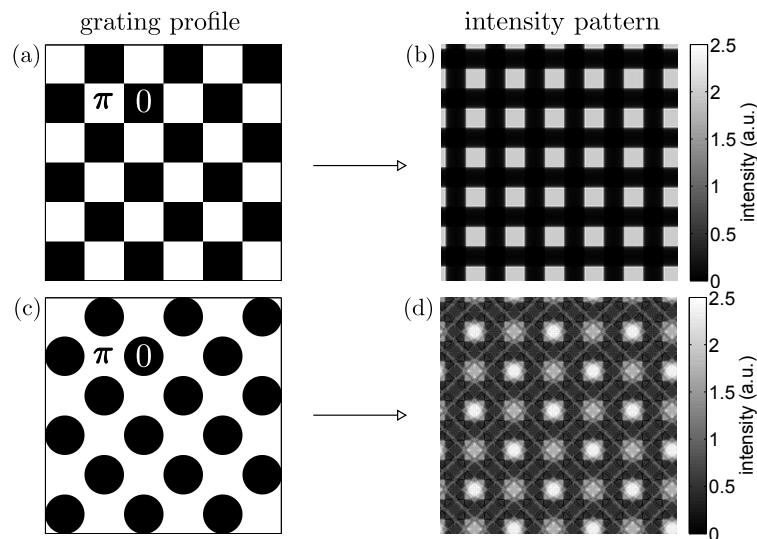 grating profile
intensity pattern
(a)
π 0
(b)
2.5
2
1.5
1
0.5
0
intensity (a.u.)
(c)
π 0
(d)
2.5
2
1.5
1
0.5
0
intensity (a.u.)